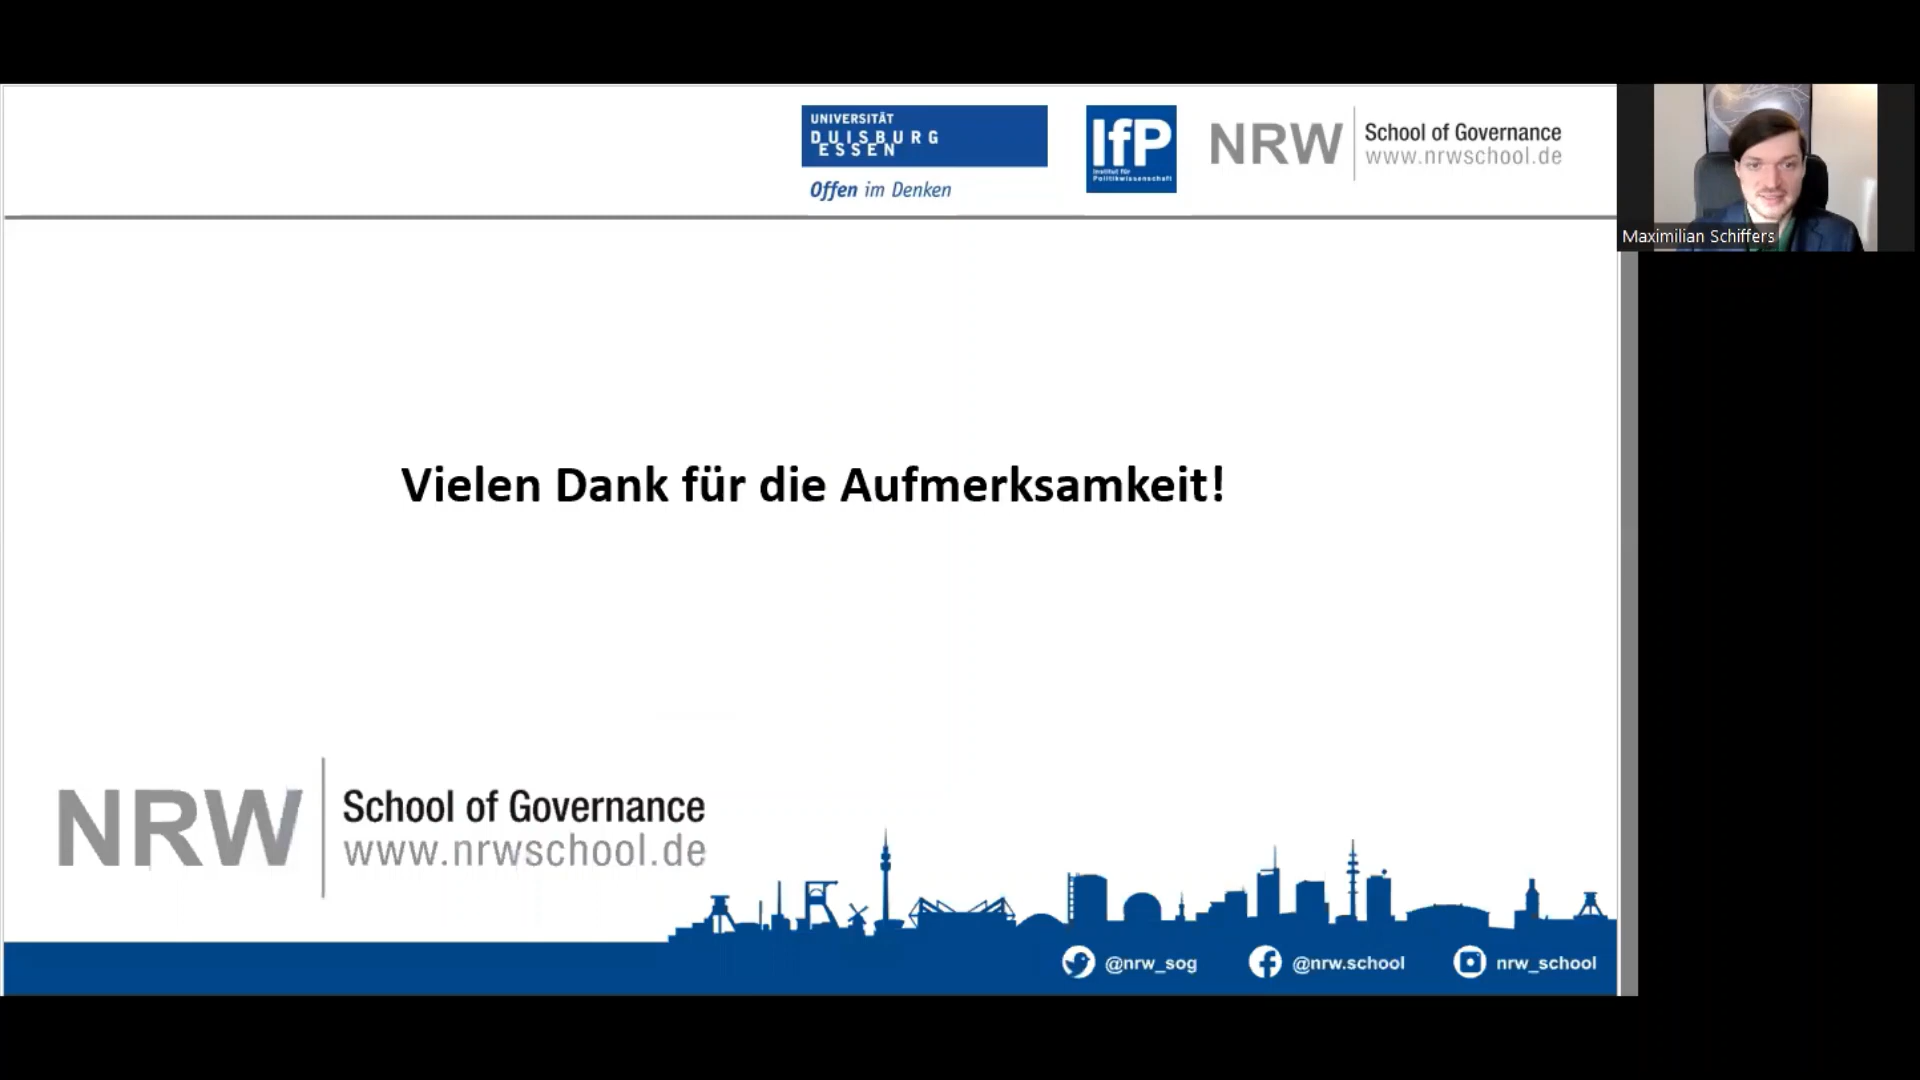 UNIVERSITÄT
DUISBURG
ESSEN
Offen im Denken
IfP
Institut für
Politikwissenschaft
NRW
School of Governance
www.nrwschool.de
Maximilian Schiffers
Vielen Dank für die Aufmerksamkeit!
NRW
School of Governance
www.nrwschool.de
@nrw_sog
@nrw.school
nrw_school